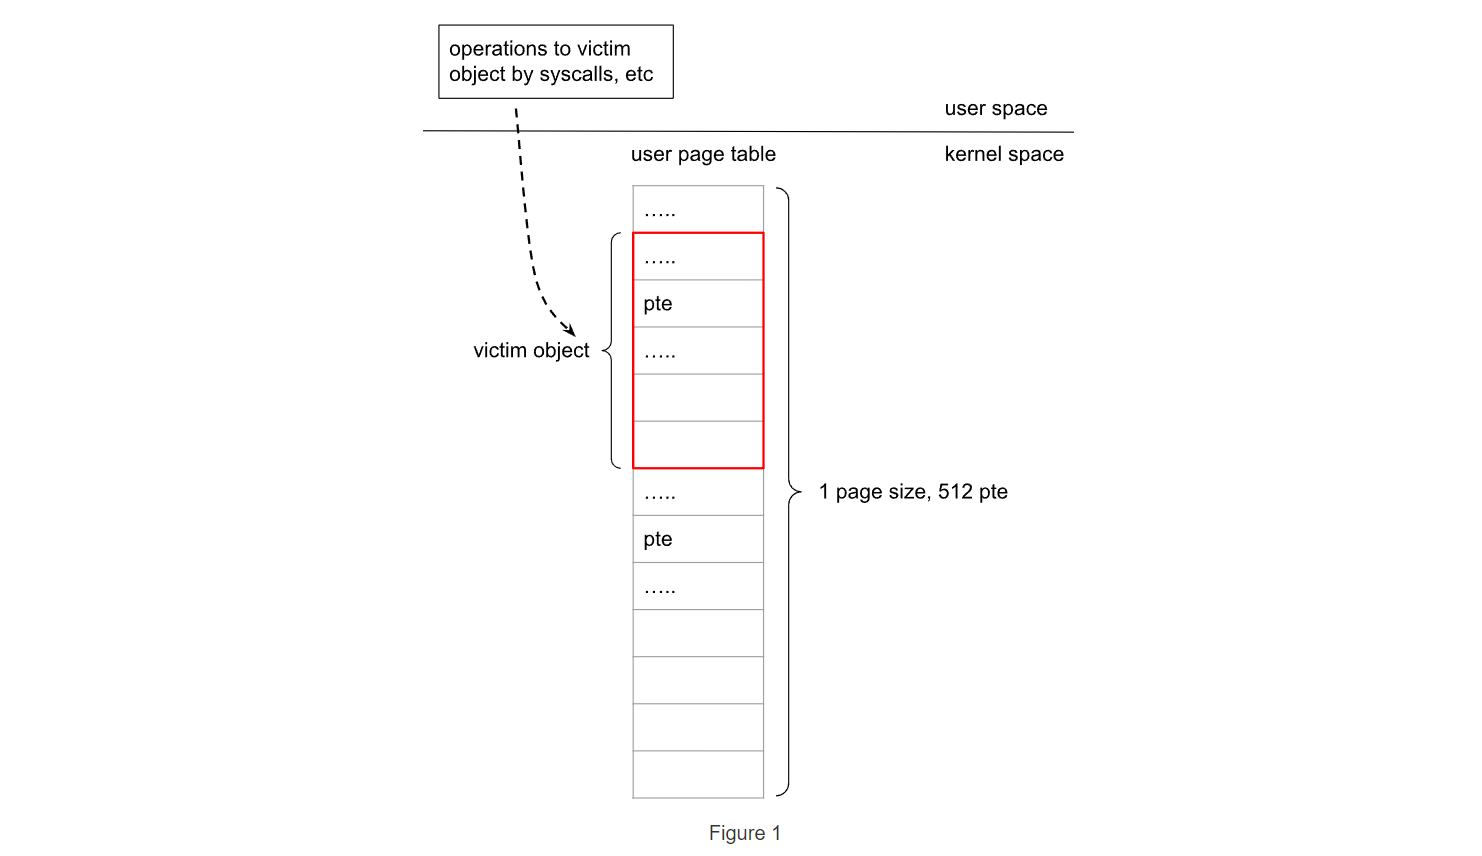 operations to victim
object by syscalls, etc
user space
user page table
kernel space
.....
.....
pte
victim object
.....
.....
1 page size, 512 pte
pte
.....
Figure 1